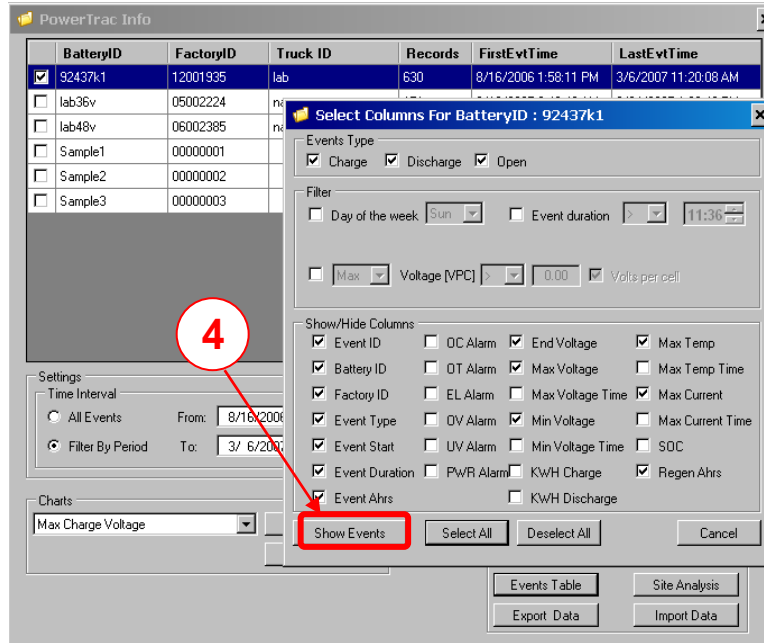 PowerTrac Info
BatteryID FactoryID Truck ID Records FirstEvtTime LastEvtTime
92437k1 12001935 lab 630 8/16/2006 1:58:11 PM 3/6/2007 11:20:08 AM
lab36v 05002224
lab48v 06002385
Sample1 00000001
Sample2 00000002
Sample3 00000003
Select Columns For BatteryID : 92437k1
Events Type
Charge Discharge Open
Filter
Day of the week Sun Event duration > 11:36
Max Voltage [VPC] > 0.00 Volts per cell
Show/Hide Columns
Event ID OC Alarm End Voltage Max Temp
Battery ID OT Alarm Max Voltage Max Temp Time
Factory ID EL Alarm Max Voltage Time Max Current
Event Type OV Alarm Min Voltage Max Current Time
Event Start UV Alarm Min Voltage Time SOC
Event Duration PWR Alarm KWH Charge Regen Ahrs
Event Ahrs KWH Discharge
Show Events Select All Deselect All Cancel
4
Settings
Time Interval
All Events From: 8/16/2006
Filter By Period To: 3/ 6/2007
Charts
Max Charge Voltage
Events Table Site Analysis
Export Data Import Data